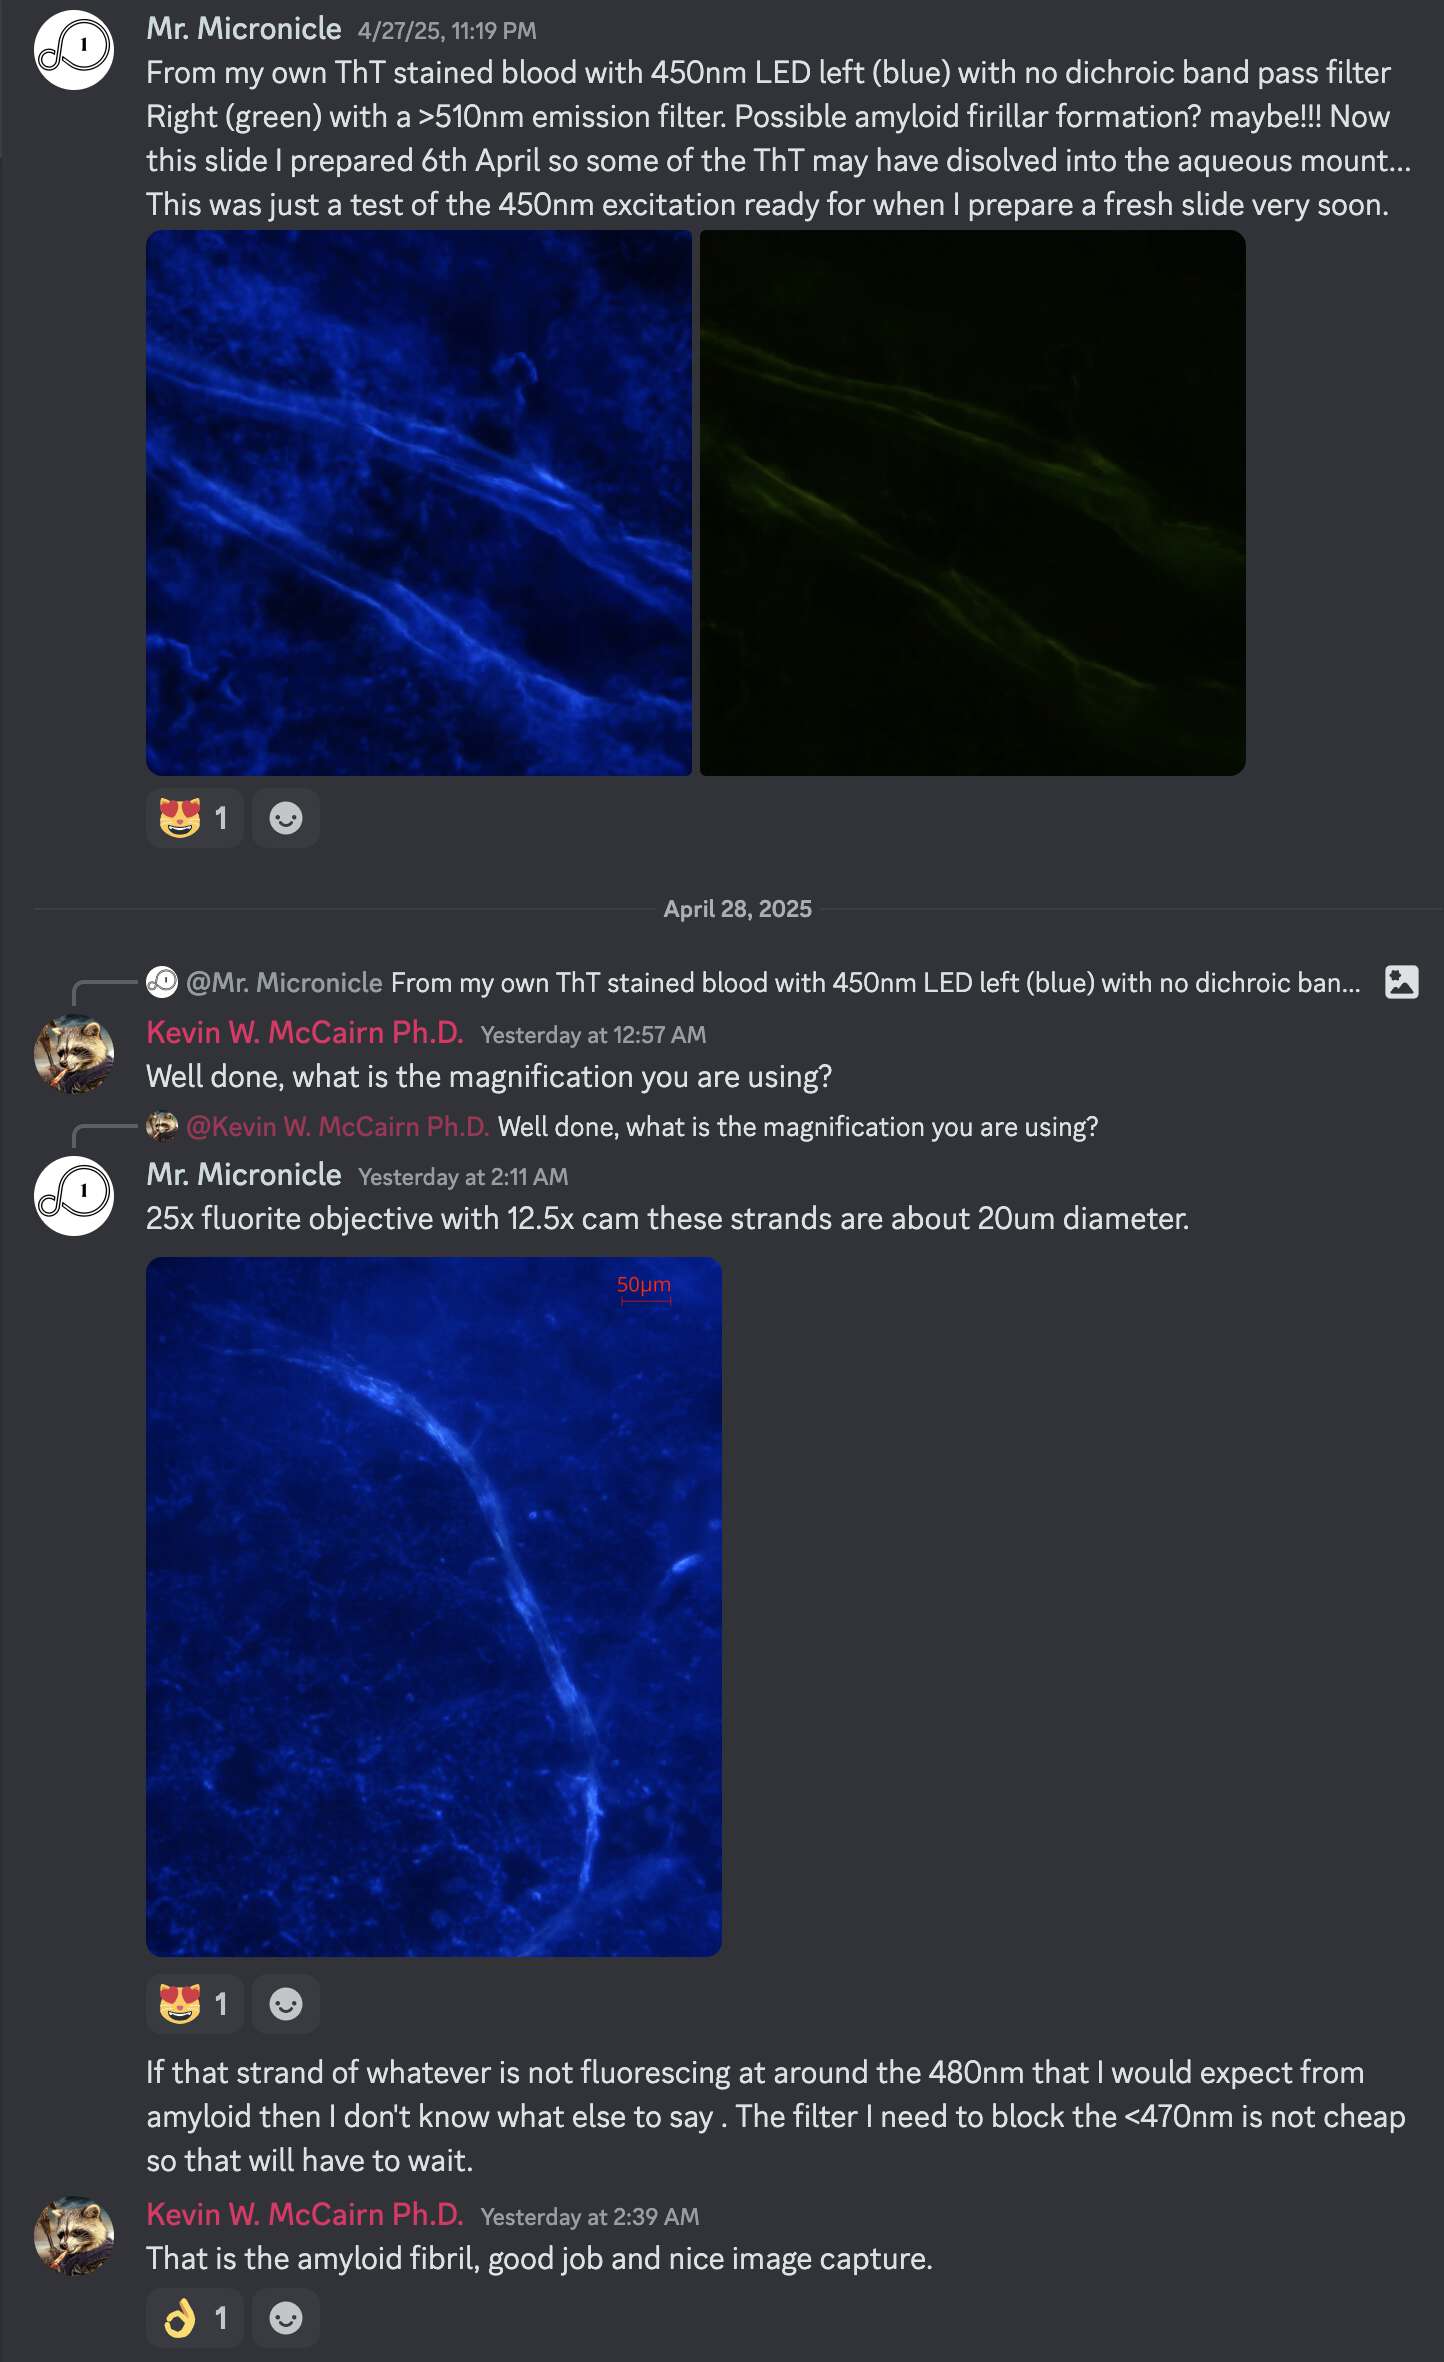 1
Mr. Micronicle 4/27/25, 11:19 PM
From my own ThT stained blood with 450nm LED left (blue) with no dichroic band pass filter
Right (green) with a >510nm emission filter. Possible amyloid firillar formation? maybe!!! Now
this slide I prepared 6th April so some of the ThT may have disolved into the aqueous mount...
This was just a test of the 450nm excitation ready for when I prepare a fresh slide very soon.
1
April 28, 2025
@Mr. Micronicle From my own ThT stained blood with 450nm LED left (blue) with no dichroic ban...
Kevin W. McCairn Ph.D. Yesterday at 12:57 AM
Well done, what is the magnification you are using?
@Kevin W. McCairn Ph.D. Well done, what is the magnification you are using?
1
Mr. Micronicle Yesterday at 2:11 AM
25x fluorite objective with 12.5x cam these strands are about 20um diameter.
50µm
1
If that strand of whatever is not fluorescing at around the 480nm that I would expect from
amyloid then I don't know what else to say . The filter I need to block the <470nm is not cheap
so that will have to wait.
Kevin W. McCairn Ph.D. Yesterday at 2:39 AM
That is the amyloid fibril, good job and nice image capture.
1